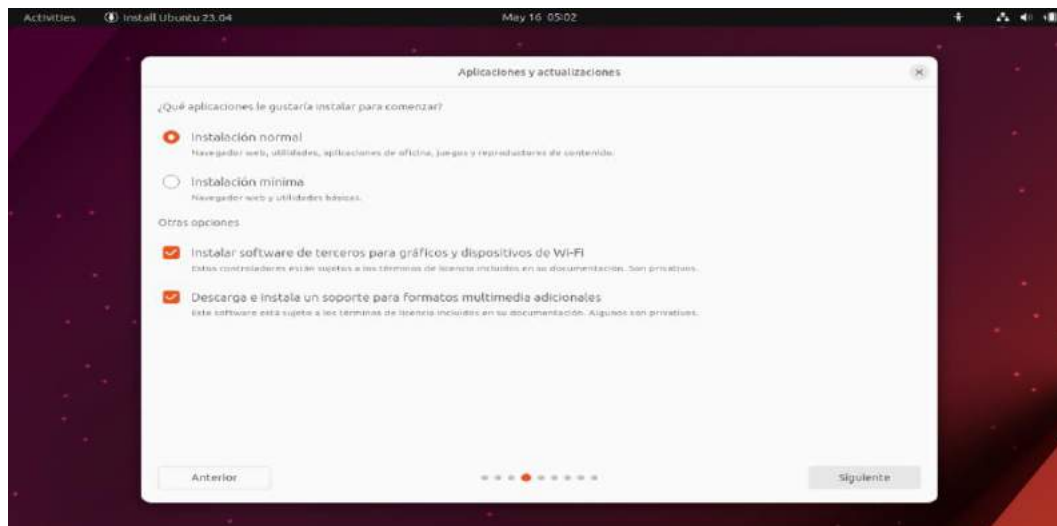 Activities Install Ubuntu 23.04 May 16 05:02
Aplicaciones y actualizaciones
¿Qué aplicaciones le gustaría instalar para comenzar?
Instalación normal
Navegador web, utilidades, aplicaciones de oficina, juegos y reproductores de contenido.
Instalación mínima
Navegador web y utilidades básicas.
Otras opciones
Instalar software de terceros para gráficos y dispositivos de Wi-Fi
Estos controladores están sujetos a los términos de licencia incluidos en su documentación. Son privativos.
Descarga e instala un soporte para formatos multimedia adicionales
Este software está sujeto a los términos de licencia incluidos en su documentación. Algunos son privativos.
Anterior Siguiente